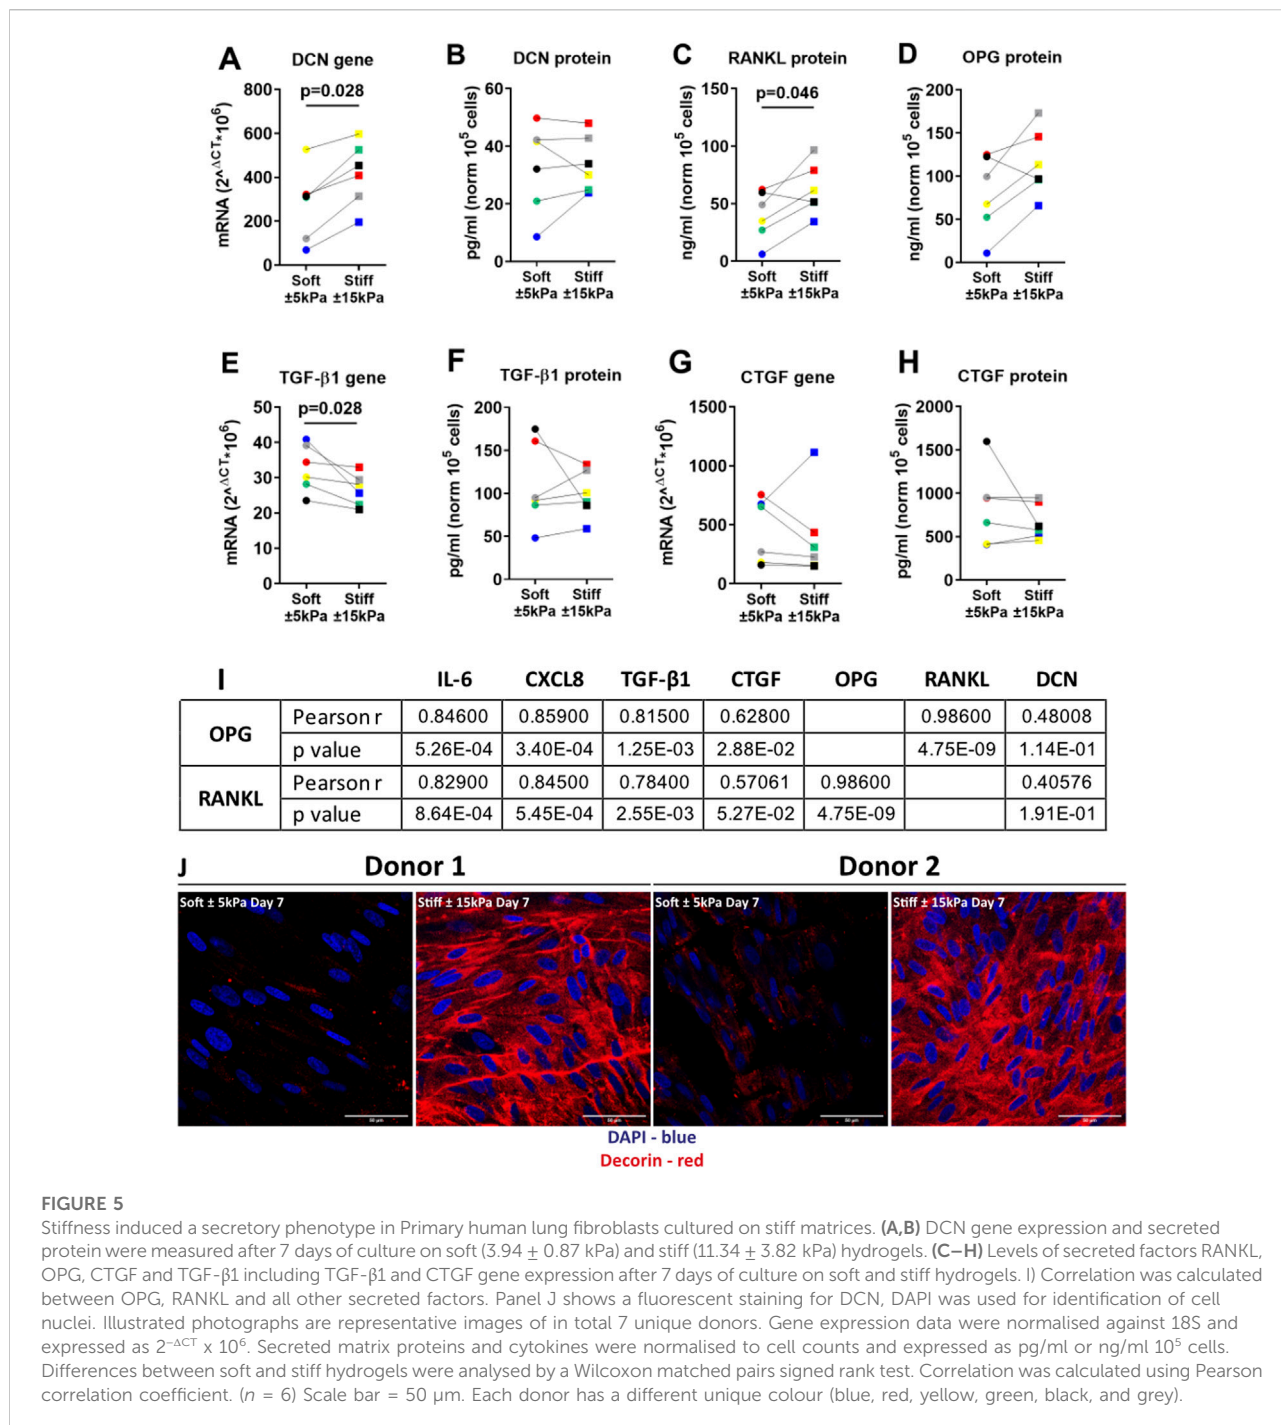 A
DCN gene
p=0.028
mRNA (2^ΔCT*10⁶)
800
600
400
200
0
Soft Stiff
±5kPa ±15kPa
B
DCN protein
pg/ml (norm 10⁵ cells)
60
40
20
0
Soft Stiff
±5kPa ±15kPa
C
RANKL protein
p=0.046
ng/ml (norm 10⁵ cells)
150
100
50
0
Soft Stiff
±5kPa ±15kPa
D
OPG protein
ng/ml (norm 10⁵ cells)
200
150
100
50
0
Soft Stiff
±5kPa ±15kPa
E
TGF-β1 gene
p=0.028
mRNA (2^ΔCT*10⁶)
50
40
30
20
10
0
Soft Stiff
±5kPa ±15kPa
F
TGF-β1 protein
pg/ml (norm 10⁵ cells)
200
150
100
50
0
Soft Stiff
±5kPa ±15kPa
G
CTGF gene
mRNA (2^ΔCT*10⁶)
1500
1000
500
0
Soft Stiff
±5kPa ±15kPa
H
CTGF protein
pg/ml (norm 10⁵ cells)
2000
1500
1000
500
0
Soft Stiff
±5kPa ±15kPa
I
IL-6 CXCL8 TGF-β1 CTGF OPG RANKL DCN
OPG
Pearson r 0.84600 0.85900 0.81500 0.62800 0.98600 0.48008
p value 5.26E-04 3.40E-04 1.25E-03 2.88E-02 4.75E-09 1.14E-01
RANKL
Pearson r 0.82900 0.84500 0.78400 0.57061 0.98600 0.40576
p value 8.64E-04 5.45E-04 2.55E-03 5.27E-02 4.75E-09 1.91E-01
J
Donor 1 Donor 2
Soft ± 5kPa Day 7 Stiff ± 15kPa Day 7 Soft ± 5kPa Day 7 Stiff ± 15kPa Day 7
50 µm 50 µm 50 µm 50 µm
DAPI - blue
Decorin - red
FIGURE 5
Stiffness induced a secretory phenotype in Primary human lung fibroblasts cultured on stiff matrices. (A,B) DCN gene expression and secreted
protein were measured after 7 days of culture on soft (3.94 ± 0.87 kPa) and stiff (11.34 ± 3.82 kPa) hydrogels. (C–H) Levels of secreted factors RANKL,
OPG, CTGF and TGF-β1 including TGF-β1 and CTGF gene expression after 7 days of culture on soft and stiff hydrogels. I) Correlation was calculated
between OPG, RANKL and all other secreted factors. Panel J shows a fluorescent staining for DCN, DAPI was used for identification of cell
nuclei. Illustrated photographs are representative images of in total 7 unique donors. Gene expression data were normalised against 18S and
expressed as 2⁻ᐞCT x 10⁶. Secreted matrix proteins and cytokines were normalised to cell counts and expressed as pg/ml or ng/ml 10⁵ cells.
Differences between soft and stiff hydrogels were analysed by a Wilcoxon matched pairs signed rank test. Correlation was calculated using Pearson
correlation coefficient. (n = 6) Scale bar = 50 µm. Each donor has a different unique colour (blue, red, yellow, green, black, and grey).